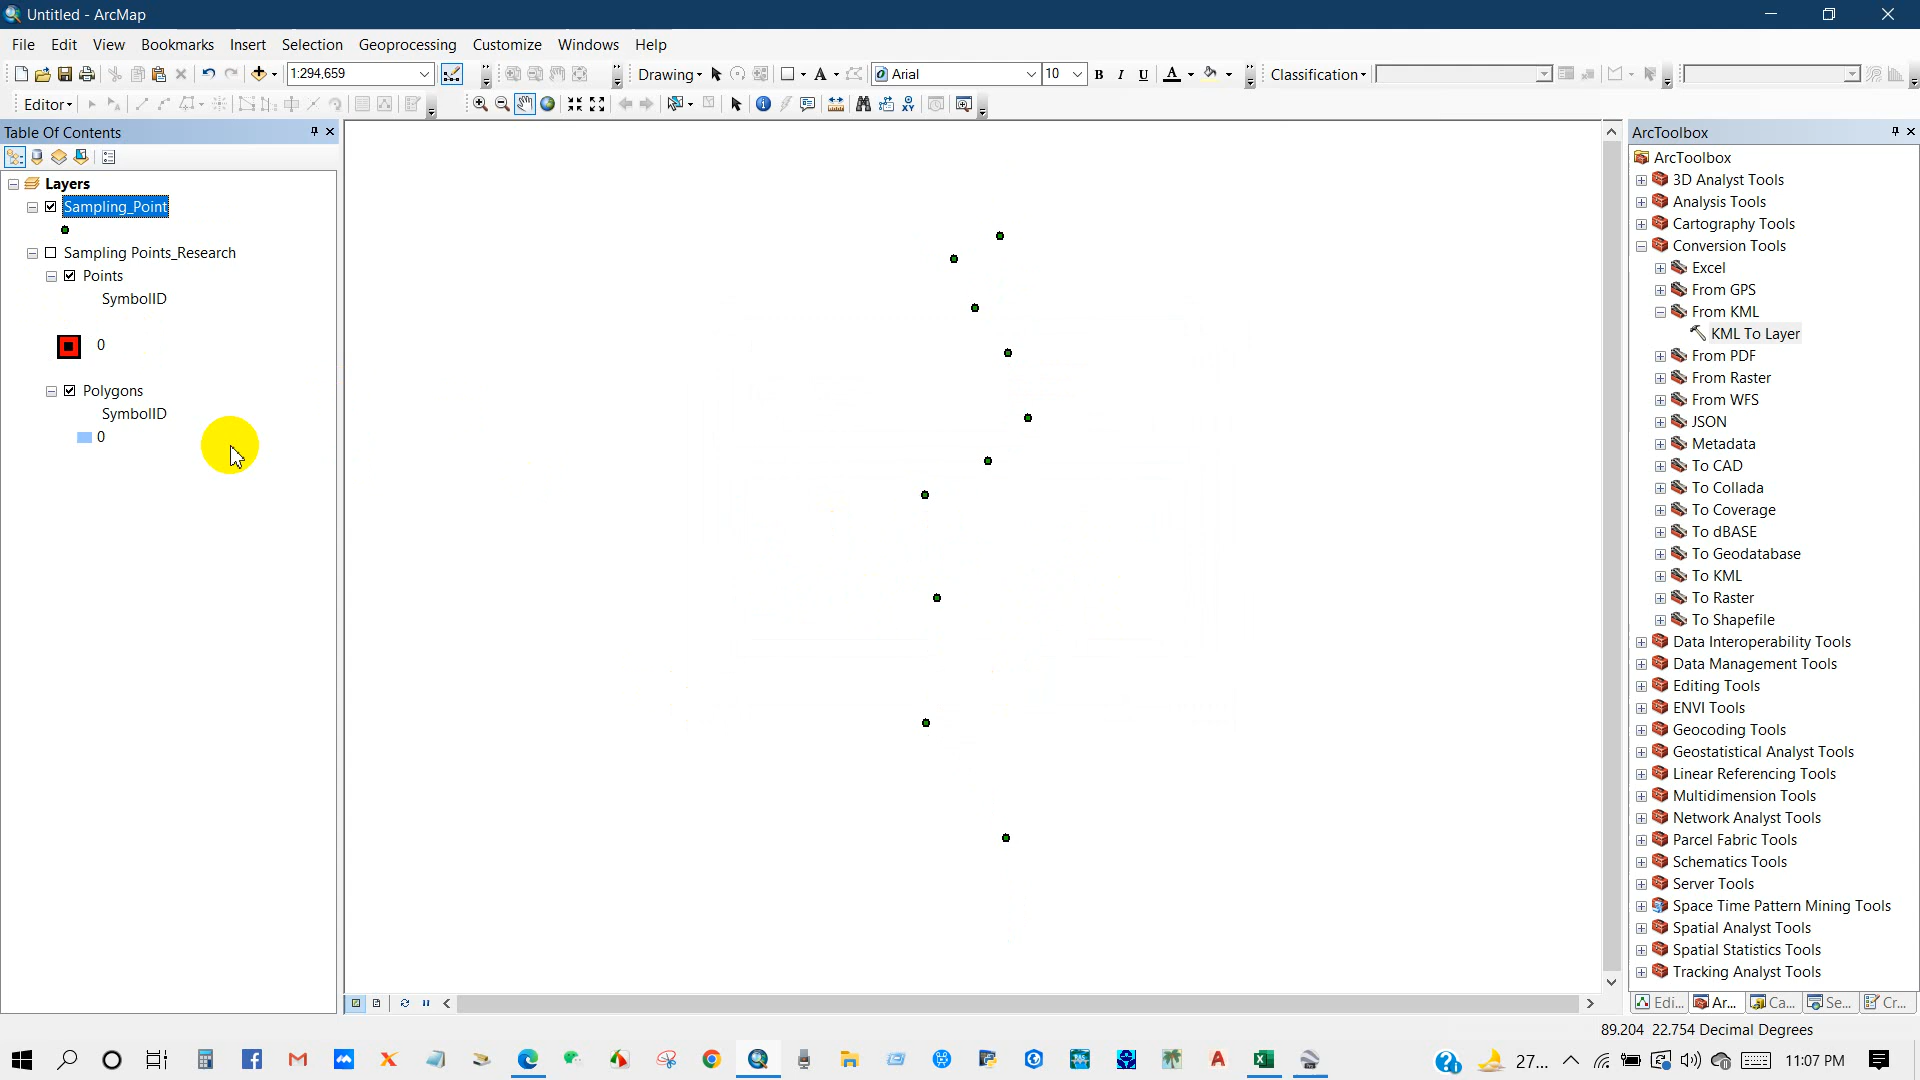 Untitled - ArcMap
File Edit View Bookmarks Insert Selection Geoprocessing Customize Windows Help
1:294,659 Drawing Arial 10 B I U A Classification
Editor
Table Of Contents
Layers
Sampling_Point
Sampling Points_Research
Points
SymbolID
0
Polygons
SymbolID
0
ArcToolbox
ArcToolbox
3D Analyst Tools
Analysis Tools
Cartography Tools
Conversion Tools
Excel
From GPS
From KML
KML To Layer
From PDF
From Raster
From WFS
JSON
Metadata
To CAD
To Collada
To Coverage
To dBASE
To Geodatabase
To KML
To Raster
To Shapefile
Data Interoperability Tools
Data Management Tools
Editing Tools
ENVI Tools
Geocoding Tools
Geostatistical Analyst Tools
Linear Referencing Tools
Multidimension Tools
Network Analyst Tools
Parcel Fabric Tools
Schematics Tools
Server Tools
Space Time Pattern Mining Tools
Spatial Analyst Tools
Spatial Statistics Tools
Tracking Analyst Tools
Edi... Ar... Ca... Se... Cr...
89.204 22.754 Decimal Degrees
27... 11:07 PM